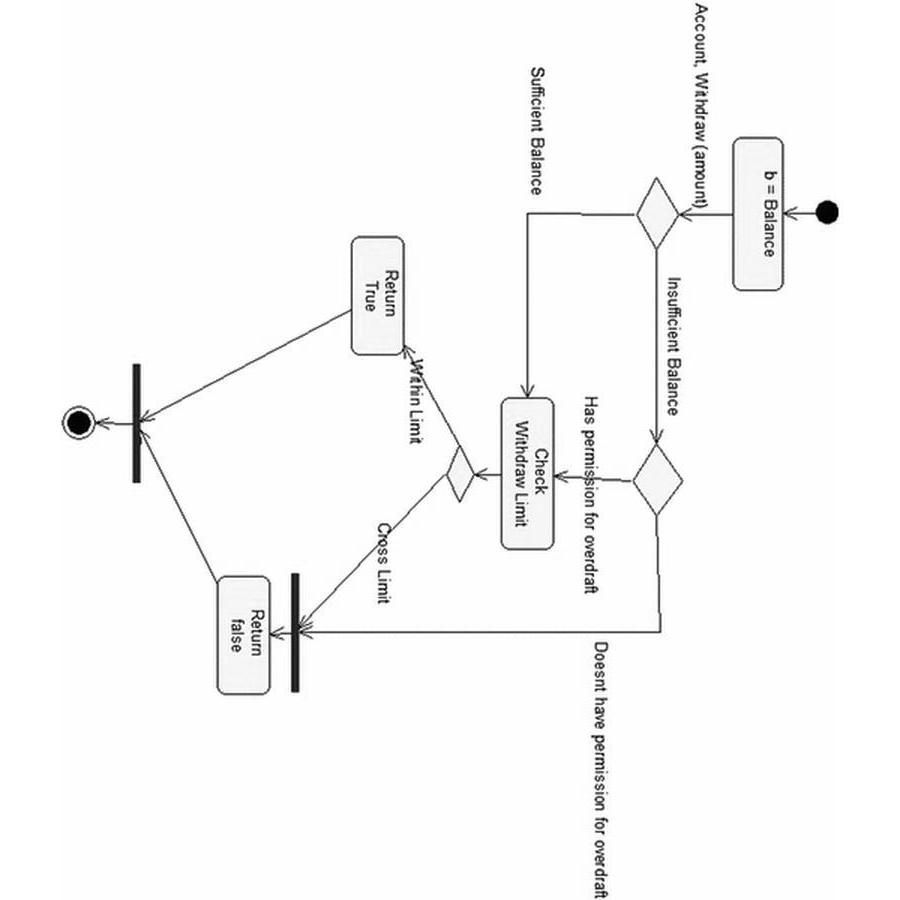 b = Balance
Account, Withdraw (amount)
Insufficient Balance
Sufficient Balance
Has permission for overdraft
Doesnt have permission for overdraft
Check
Withdraw Limit
Within Limit
Cross Limit
Return
True
Return
false